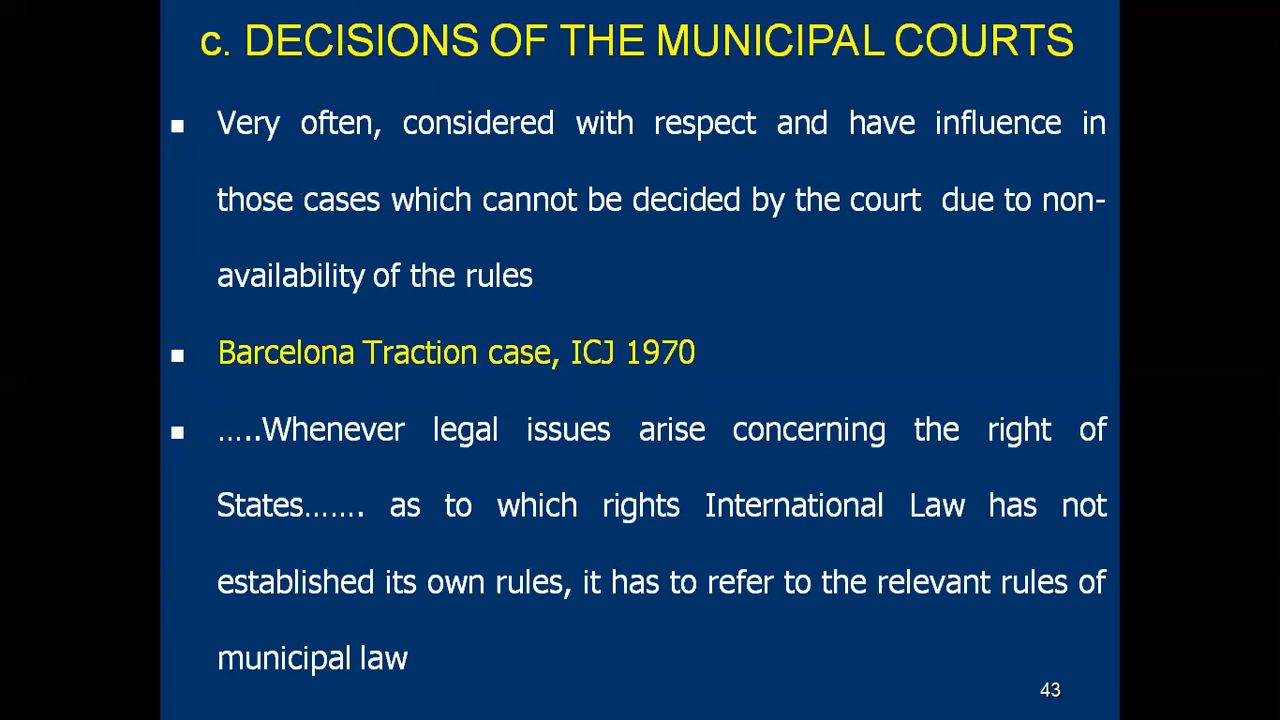 c. DECISIONS OF THE MUNICIPAL COURTS
Very often, considered with respect and have influence in
those cases which cannot be decided by the court due to non-
availability of the rules
Barcelona Traction case, ICJ 1970
…..Whenever legal issues arise concerning the right of
States……. as to which rights International Law has not
established its own rules, it has to refer to the relevant rules of
municipal law
43